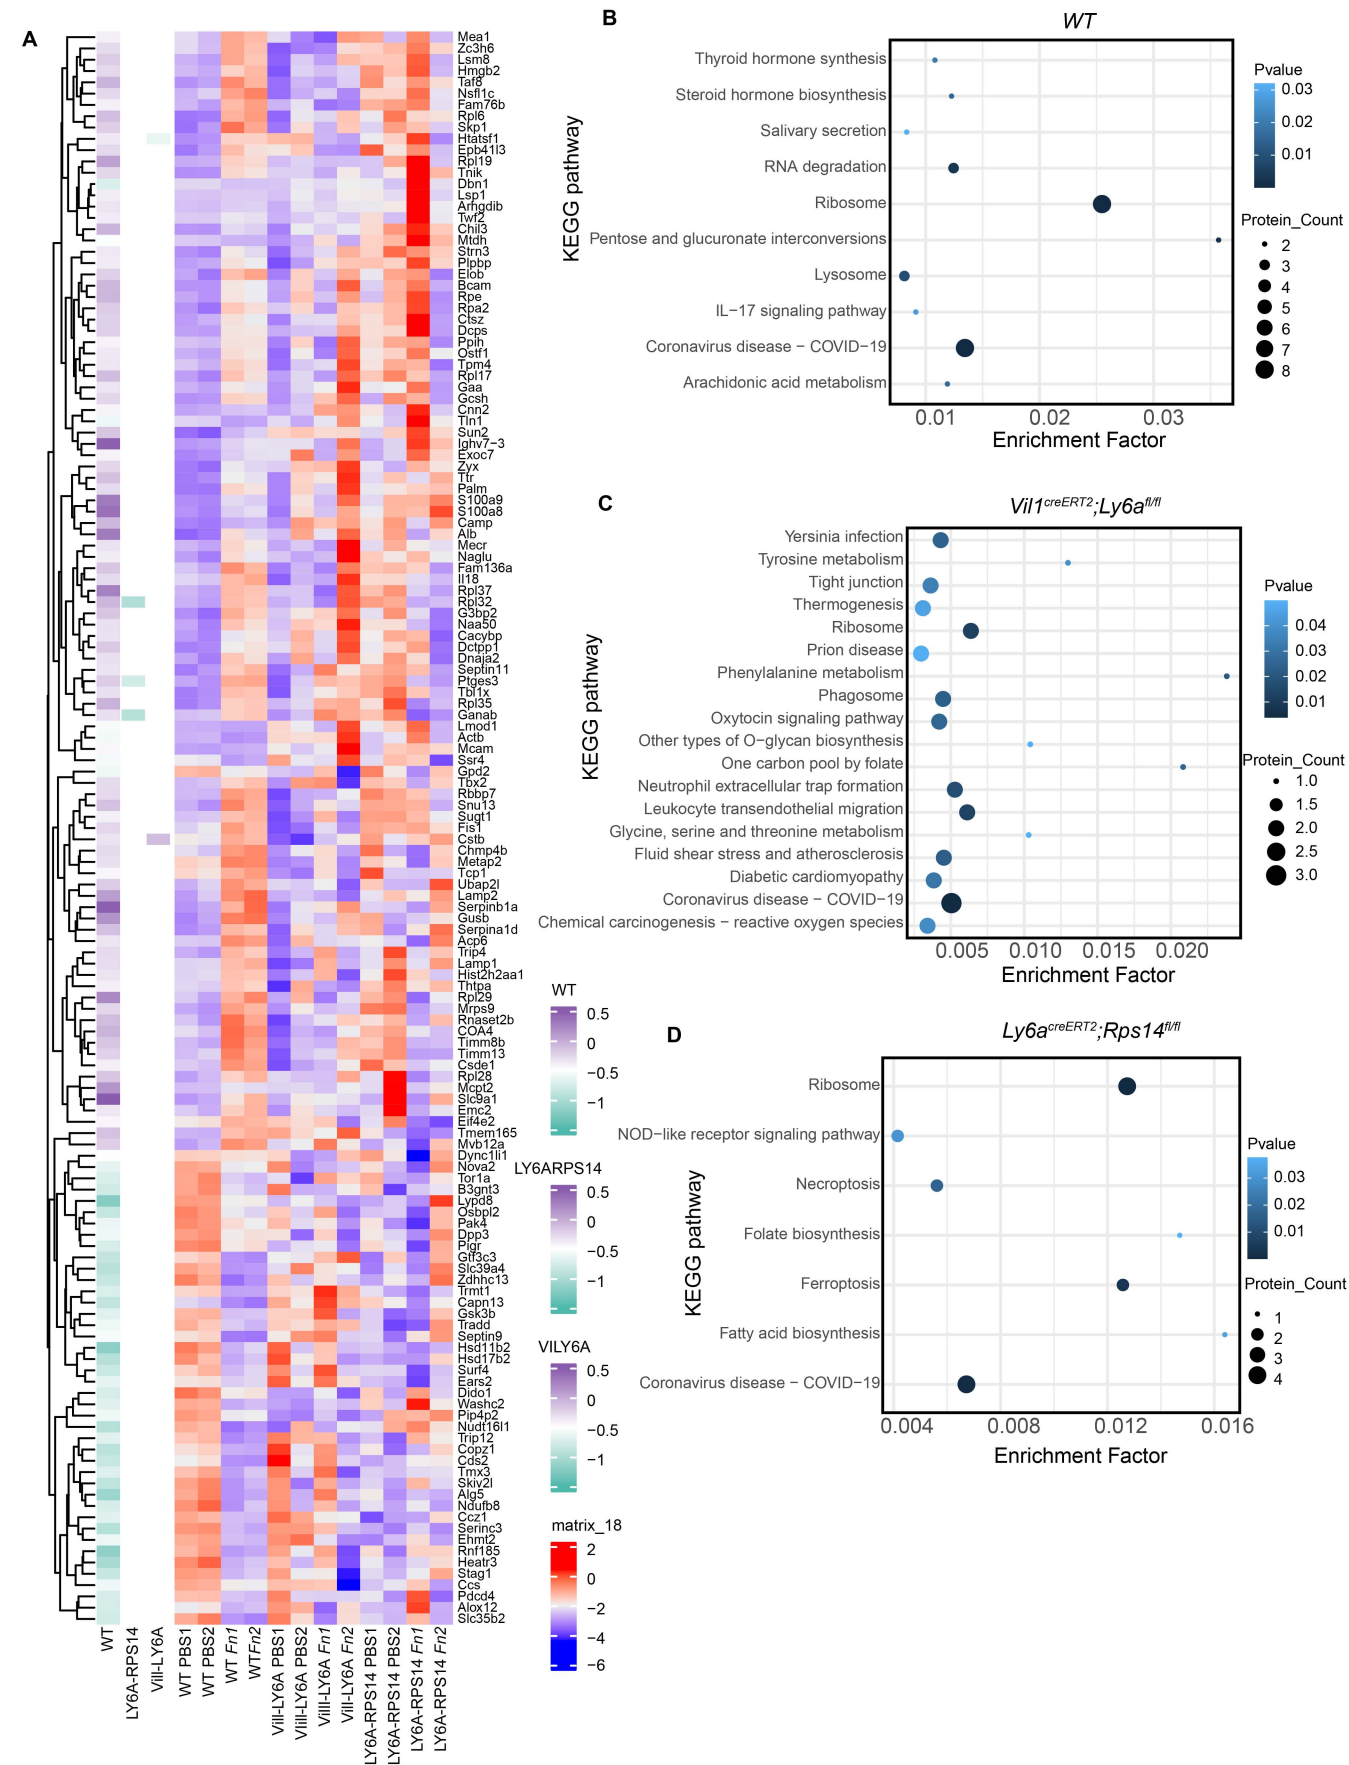 A
Mea1
Zc3h6
Lsm8
Hmgb2
Taf8
Nsfl1c
Fam76b
Rpl6
Skp1
Htatsf1
Epb41l3
Rpl19
Tnik
Dbn1
Lsp1
Arhgdib
Twf2
Chil3
Mtdh
Strn3
Plpbp
Elob
Bcam
Rpe
Rpa2
Ctsz
Dcps
Ppih
Ostf1
Tpm4
Rpl17
Gaa
Gcsh
Cnn2
Tln1
Sun2
Ighv7−3
Exoc7
Zyx
Ttr
Palm
S100a9
S100a8
Camp
Alb
Mecr
Naglu
Fam136a
Il18
Rpl37
Rpl32
G3bp2
Naa50
Cacybp
Dctpp1
Dnaja2
Septin11
Ptges3
Tbl1x
Rpl35
Ganab
Lmod1
Actb
Mcam
Ssr4
Gpd2
Tbx2
Rbbp7
Snu13
Sugt1
Fis1
Cstb
Chmp4b
Metap2
Tcp1
Ubap2l
Lamp2
Serpinb1a
Gusb
Serpina1d
Acp6
Trip4
Lamp1
Hist2h2aa1
Thtpa
Rpl29
Mrps9
Rnaset2b
COA4
Timm8b
Timm13
Csde1
Rpl28
Mcpt2
Slc9a1
Emc2
Eif4e2
Tmem165
Mvb12a
Dync1li1
Nova2
Tor1a
B3gnt3
Lypd8
Osbpl2
Pak4
Dpp3
Pigr
Gtf3c3
Slc39a4
Zdhhc13
Trmt1
Capn13
Gsk3b
Tradd
Septin9
Hsd11b2
Hsd17b2
Surf4
Ears2
Dido1
Washc2
Pip4p2
Nudt16l1
Trip12
Copz1
Cds2
Tmx3
Skiv2l
Alg5
Ndufb8
Ccz1
Serinc3
Ehmt2
Rnf185
Heatr3
Stag1
Ccs
Pdcd4
Alox12
Slc35b2
WT
LY6A-RPS14
Vill-LY6A
WT PBS1
WT PBS2
WT Fn1
WTFn2
Vill-LY6A PBS1
VIill-LY6A PBS2
VIill-LY6A Fn1
Vill-LY6A Fn2
LY6A-RPS14 PBS1
LY6A-RPS14 PBS2
LY6A-RPS14 Fn1
LY6A-RPS14 Fn2
WT
0.5
0
−0.5
−1
LY6ARPS14
0.5
0
−0.5
−1
VILY6A
0.5
0
−0.5
−1
matrix_18
2
0
−2
−4
−6
B
WT
KEGG pathway
Thyroid hormone synthesis
Steroid hormone biosynthesis
Salivary secretion
RNA degradation
Ribosome
Pentose and glucuronate interconversions
Lysosome
IL−17 signaling pathway
Coronavirus disease − COVID−19
Arachidonic acid metabolism
0.01 0.02 0.03
Enrichment Factor
Pvalue
0.03
0.02
0.01
Protein_Count
2
3
4
5
6
7
8
C
Vil1creERT2;Ly6afl/fl
KEGG pathway
Yersinia infection
Tyrosine metabolism
Tight junction
Thermogenesis
Ribosome
Prion disease
Phenylalanine metabolism
Phagosome
Oxytocin signaling pathway
Other types of O−glycan biosynthesis
One carbon pool by folate
Neutrophil extracellular trap formation
Leukocyte transendothelial migration
Glycine, serine and threonine metabolism
Fluid shear stress and atherosclerosis
Diabetic cardiomyopathy
Coronavirus disease − COVID−19
Chemical carcinogenesis − reactive oxygen species
0.005 0.010 0.015 0.020
Enrichment Factor
Pvalue
0.04
0.03
0.02
0.01
Protein_Count
1.0
1.5
2.0
2.5
3.0
D
Ly6acreERT2;Rps14fl/fl
KEGG pathway
Ribosome
NOD−like receptor signaling pathway
Necroptosis
Folate biosynthesis
Ferroptosis
Fatty acid biosynthesis
Coronavirus disease − COVID−19
0.004 0.008 0.012 0.016
Enrichment Factor
Pvalue
0.03
0.02
0.01
Protein_Count
1
2
3
4